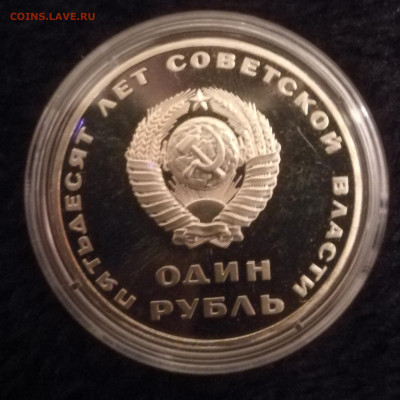 COINS.LAVE.RU
ПЯТЬДЕСЯТ ЛЕТ СОВЕТСКОЙ ВЛАСТИ
ОДИН
РУБЛЬ